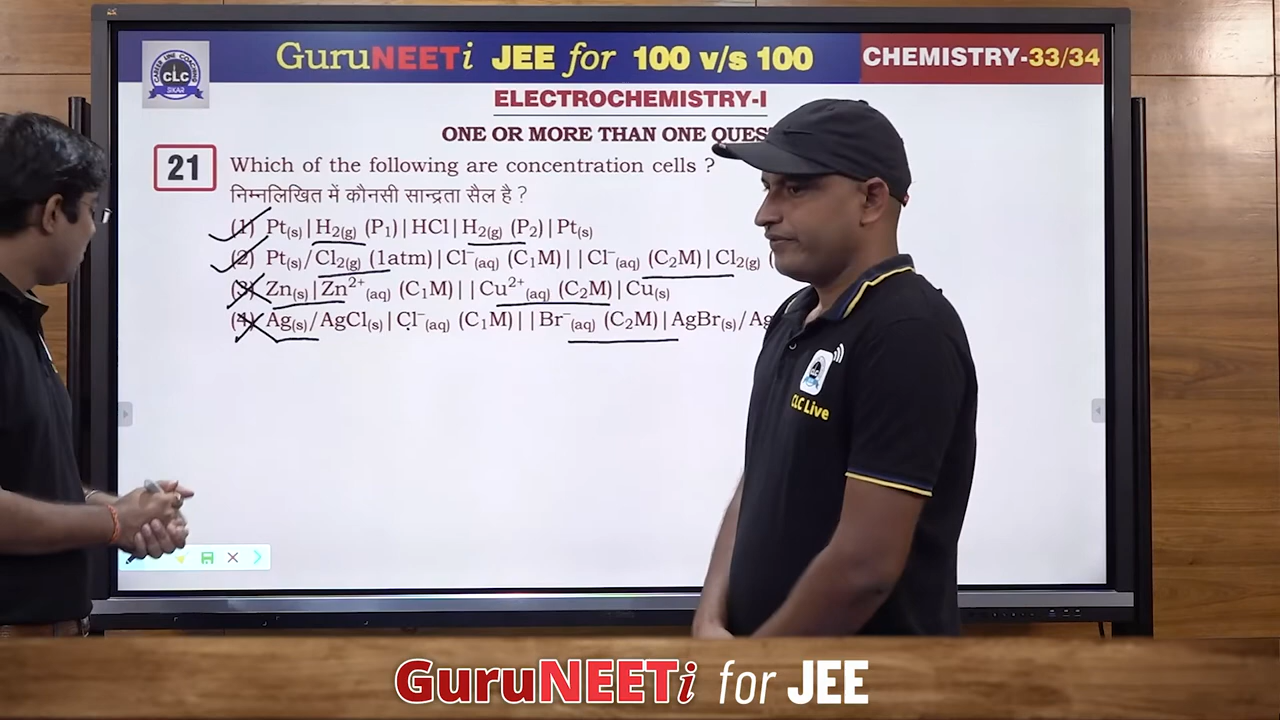 GuruNEETi JEE for 100 v/s 100
CHEMISTRY-33/34
CLC
SIKAR
ELECTROCHEMISTRY-I
ONE OR MORE THAN ONE
21 Which of the following are concentration cells ?
निम्नलिखित में कौनसी सान्द्रता सैल है ?
(1) Pt(s)|H2(g) (P1)|HCl|H2(g) (P2)|Pt(s)
(2) Pt(s)/Cl2(g) (1atm)|Cl⁻(aq) (C1M)||Cl⁻(aq) (C2M)|Cl2(g) (
(3) Zn(s)|Zn²⁺(aq) (C1M)||Cu²⁺(aq) (C2M)|Cu(s)
(4) Ag(s)/AgCl(s)|Cl⁻(aq) (C1M)||Br⁻(aq) (C2M)|AgBr(s)/Ag
CLC
CLC Live
GuruNEETi for JEE